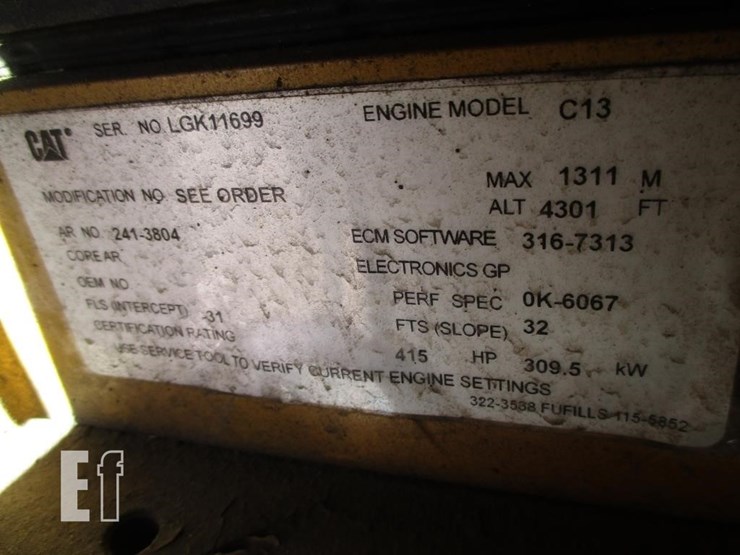 CAT SER. NO LGK11699 ENGINE MODEL C13
MODIFICATION NO SEE ORDER MAX 1311 M
ALT 4301 FT
AR NO 241-3804 ECM SOFTWARE 316-7313
CORE AR ELECTRONICS GP
OEM NO PERF SPEC 0K-6067
FLS (INTERCEPT) -31 FTS (SLOPE) 32
CERTIFICATION RATING 415 HP 309.5 kW
USE SERVICE TOOL TO VERIFY CURRENT ENGINE SETTINGS
322-3538 FUFILLS 115-5852
Ef